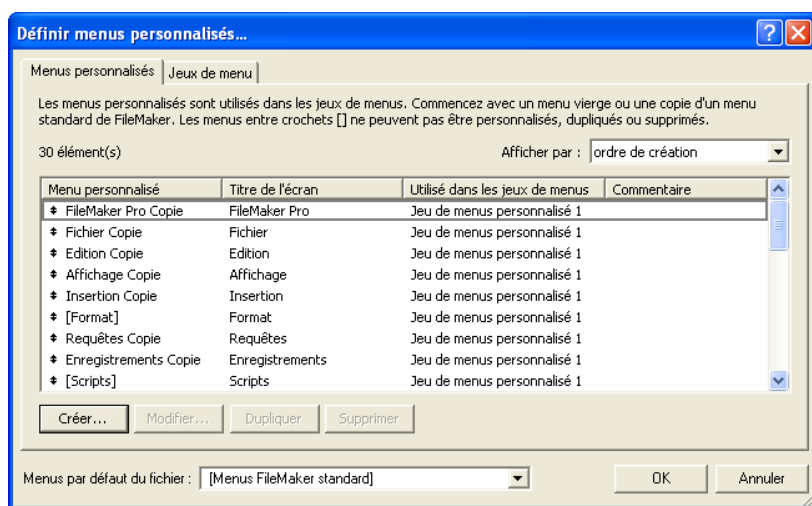 Définir menus personnalisés...
Menus personnalisés Jeux de menu
Les menus personnalisés sont utilisés dans les jeux de menus. Commencez avec un menu vierge ou une copie d'un menu
standard de FileMaker. Les menus entre crochets [] ne peuvent pas être personnalisés, dupliqués ou supprimés.
30 élément(s) Afficher par : ordre de création
Menu personnalisé Titre de l'écran Utilisé dans les jeux de menus Commentaire
FileMaker Pro Copie FileMaker Pro Jeu de menus personnalisé 1
Fichier Copie Fichier Jeu de menus personnalisé 1
Edition Copie Edition Jeu de menus personnalisé 1
Affichage Copie Affichage Jeu de menus personnalisé 1
Insertion Copie Insertion Jeu de menus personnalisé 1
[Format] Format Jeu de menus personnalisé 1
Requêtes Copie Requêtes Jeu de menus personnalisé 1
Enregistrements Copie Enregistrements Jeu de menus personnalisé 1
[Scripts] Scripts Jeu de menus personnalisé 1
Créer... Modifier... Dupliquer Supprimer
Menus par défaut du fichier : [Menus FileMaker standard] OK Annuler